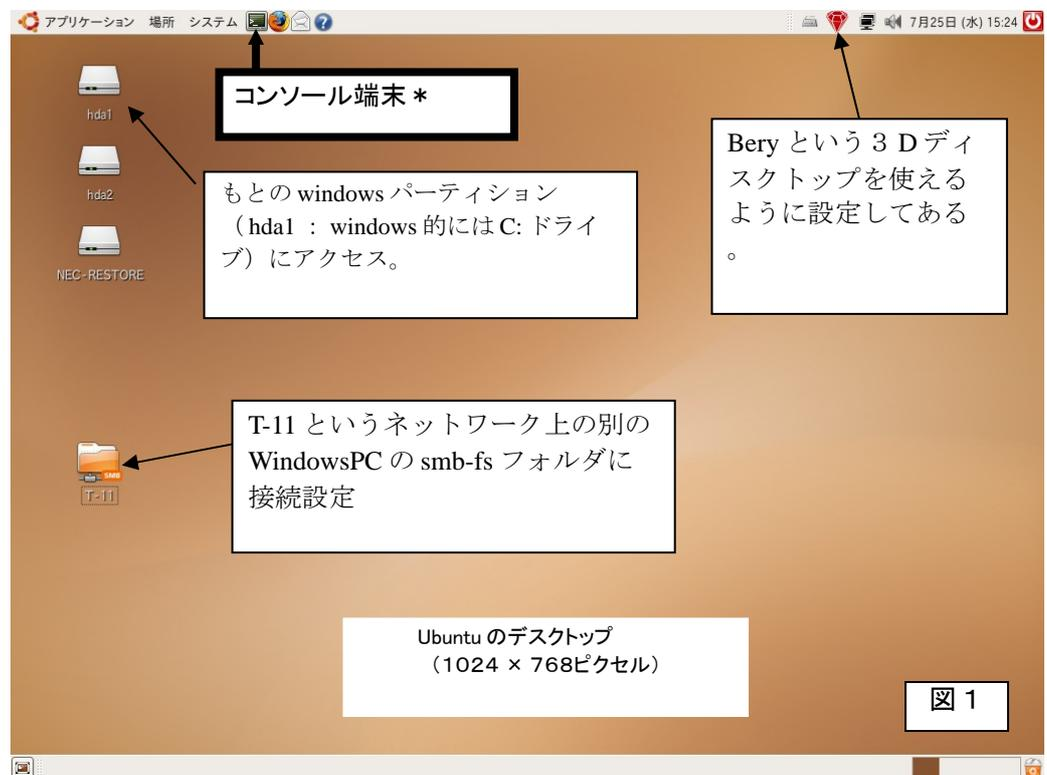 アプリケーション 場所 システム
7月25日 (水) 15:24
hda1
コンソール端末 *
hda2
もとの windows パーティション
（hda1 : windows 的には C: ドライ
ブ）にアクセス。
Bery という３ D ディ
スクトップを使える
ように設定してある
。
NEC-RESTORE
T-11 というネットワーク上の別の
WindowsPC の smb-fs フォルダに
接続設定
SMB
T-11
Ubuntu のデスクトップ
（1024 × 768ピクセル）
図１